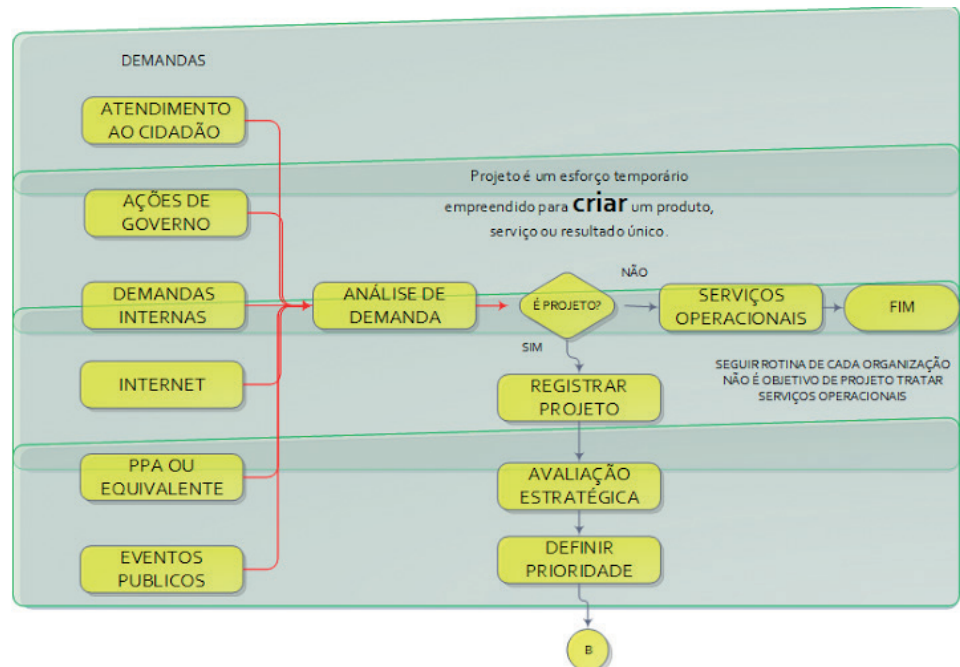 DEMANDAS
ATENDIMENTO
AO CIDADÃO
AÇÕES DE
GOVERNO
DEMANDAS
INTERNAS
INTERNET
PPA OU
EQUIVALENTE
EVENTOS
PUBLICOS
ANÁLISE DE
DEMANDA
Projeto é um esforço temporário
empreendido para criar um produto,
serviço ou resultado único.
É PROJETO?
NÃO
SERVIÇOS
OPERACIONAIS
FIM
SEGUIR ROTINA DE CADA ORGANIZAÇÃO
NÃO É OBJETIVO DE PROJETO TRATAR
SERVIÇOS OPERACIONAIS
SIM
REGISTRAR
PROJETO
AVALIAÇÃO
ESTRATÉGICA
DEFINIR
PRIORIDADE
B